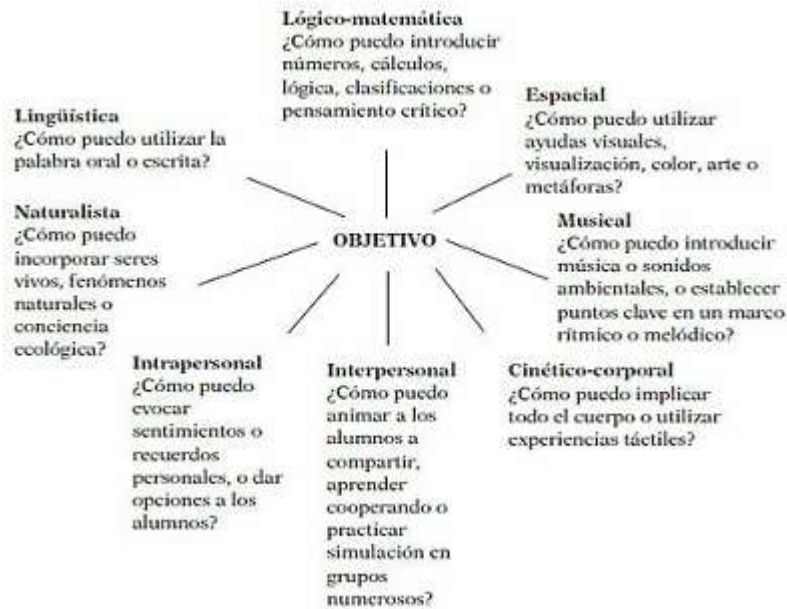 Lógico-matemática
¿Cómo puedo introducir
números, cálculos,
lógica, clasificaciones o
pensamiento crítico?
Espacial
¿Cómo puedo utilizar
ayudas visuales,
visualización, color, arte o
metáforas?
Lingüística
¿Cómo puedo utilizar la
palabra oral o escrita?
Naturalista
¿Cómo puedo
incorporar seres
vivos, fenómenos
naturales o
conciencia
ecológica?
OBJETIVO
Musical
¿Cómo puedo introducir
música o sonidos
ambientales, o establecer
puntos clave en un marco
rítmico o melódico?
Intrapersonal
¿Cómo puedo
evocar
sentimientos o
recuerdos
personales, o dar
opciones a los
alumnos?
Interpersonal
¿Cómo puedo
animar a los
alumnos a
compartir,
aprender
cooperando o
practicar
simulación en
grupos
numerosos?
Cinético-corporal
¿Cómo puedo implicar
todo el cuerpo o utilizar
experiencias táctiles?